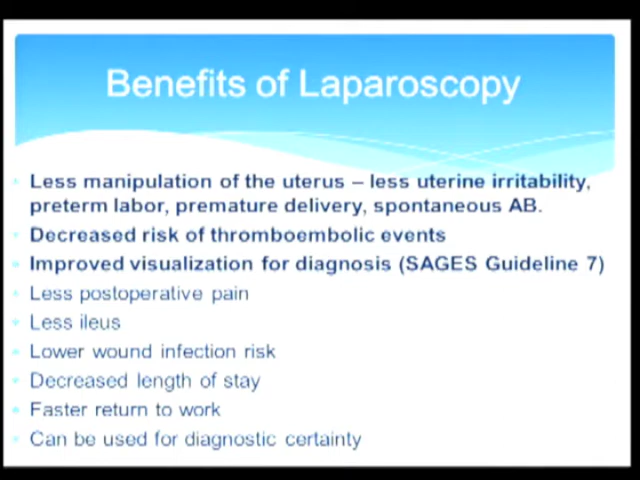 Benefits of Laparoscopy
Less manipulation of the uterus – less uterine irritability,
preterm labor, premature delivery, spontaneous AB.
Decreased risk of thromboembolic events
Improved visualization for diagnosis (SAGES Guideline 7)
Less postoperative pain
Less ileus
Lower wound infection risk
Decreased length of stay
Faster return to work
Can be used for diagnostic certainty